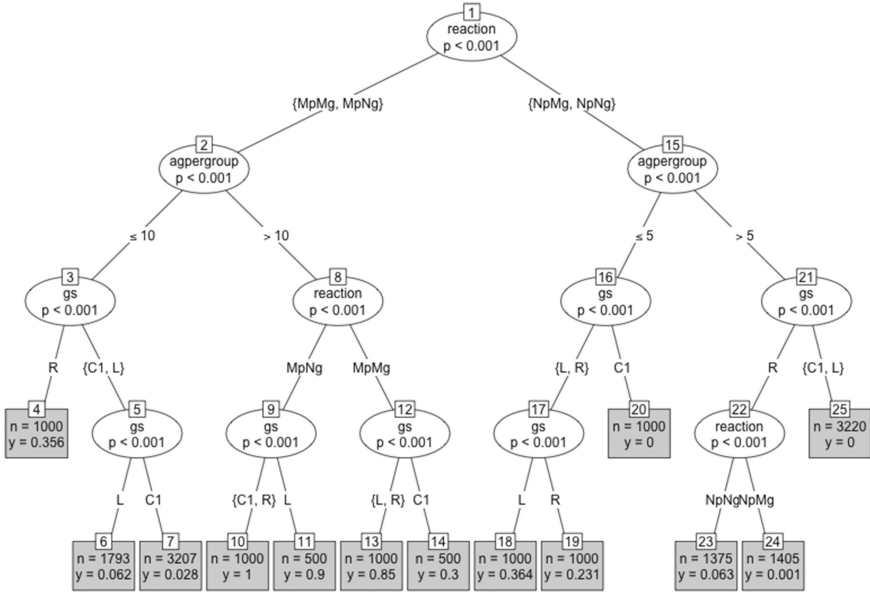 1
reaction
p < 0.001
{MpMg, MpNg}
{NpMg, NpNg}
2
agpergroup
p < 0.001
15
agpergroup
p < 0.001
≤ 10
> 10
≤ 5
> 5
3
gs
p < 0.001
8
reaction
p < 0.001
16
gs
p < 0.001
21
gs
p < 0.001
R
{C1, L}
MpNg
MpMg
{L, R}
C1
R
{C1, L}
4
n = 1000
y = 0.356
5
gs
p < 0.001
9
gs
p < 0.001
12
gs
p < 0.001
17
gs
p < 0.001
20
n = 1000
y = 0
22
reaction
p < 0.001
25
n = 3220
y = 0
L
C1
{C1, R}
L
{L, R}
C1
L
R
NpNg
NpMg
6
n = 1793
y = 0.062
7
n = 3207
y = 0.028
10
n = 1000
y = 1
11
n = 500
y = 0.9
13
n = 1000
y = 0.85
14
n = 500
y = 0.3
18
n = 1000
y = 0.364
19
n = 1000
y = 0.231
23
n = 1375
y = 0.063
24
n = 1405
y = 0.001